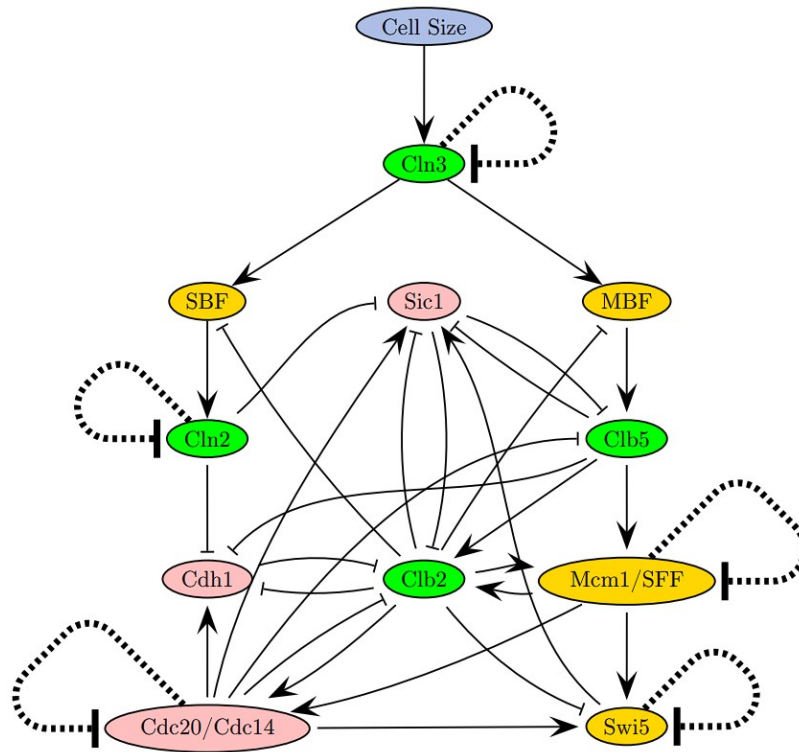 Cell Size
Cln3
SBF
Sic1
MBF
Cln2
Clb5
Cdh1
Clb2
Mcm1/SFF
Cdc20/Cdc14
Swi5